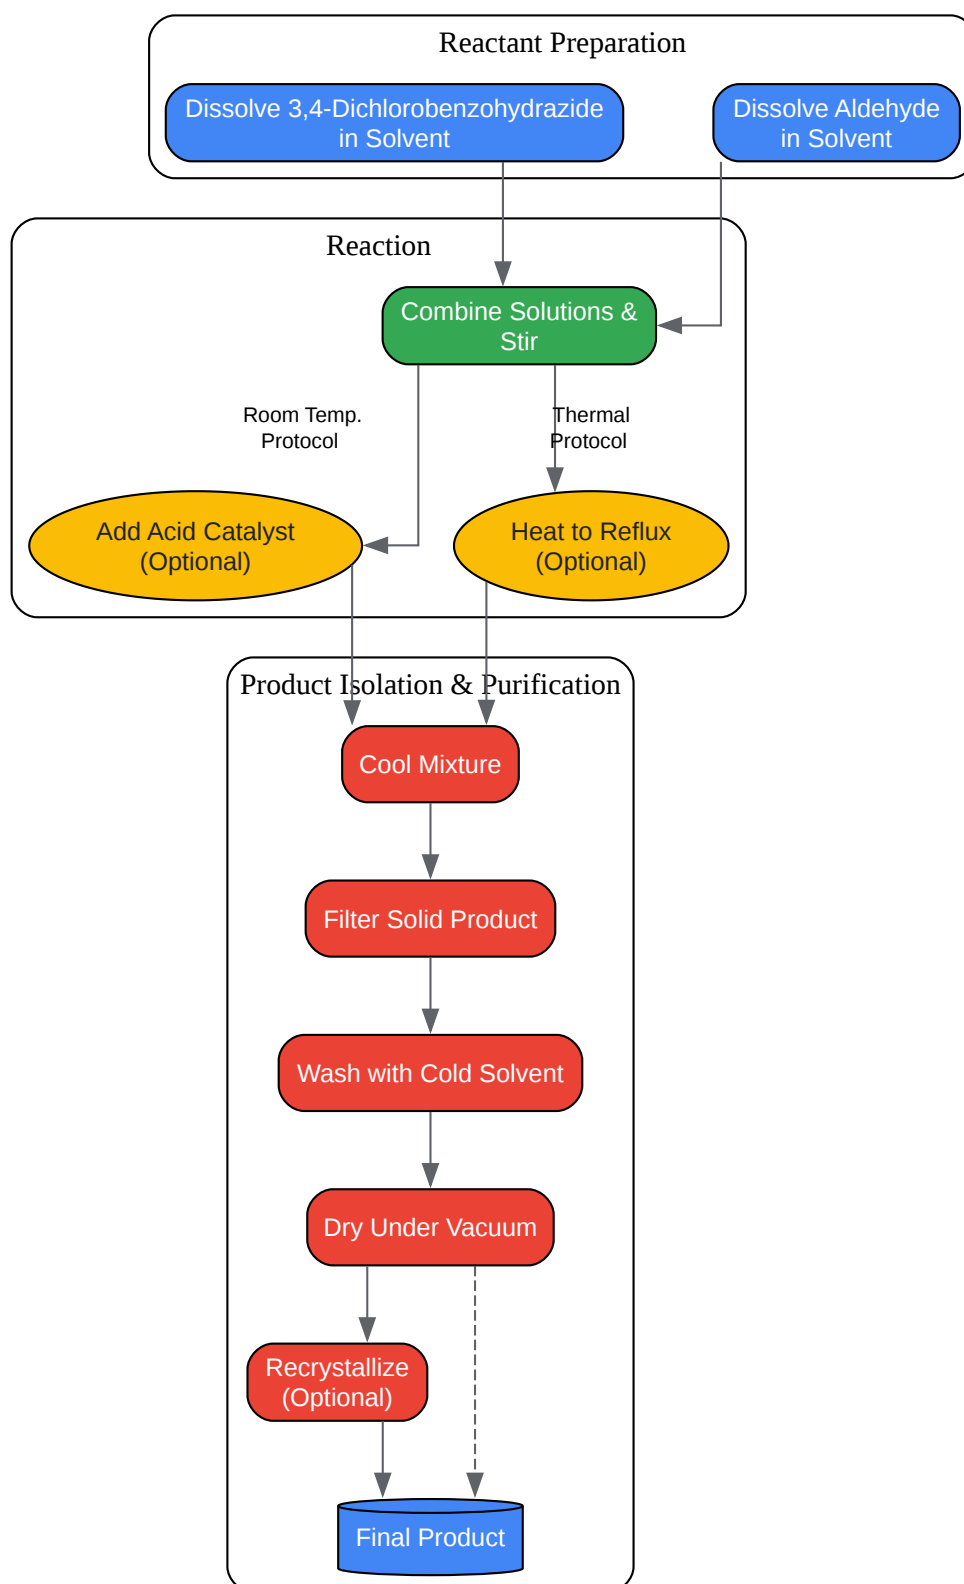 Reactant Preparation
Dissolve 3,4-Dichlorobenzohydrazide
in Solvent
Dissolve Aldehyde
in Solvent
Reaction
Combine Solutions &
Stir
Room Temp.
Protocol
Thermal
Protocol
Add Acid Catalyst
(Optional)
Heat to Reflux
(Optional)
Product Isolation & Purification
Cool Mixture
Filter Solid Product
Wash with Cold Solvent
Dry Under Vacuum
Recrystallize
(Optional)
Final Product